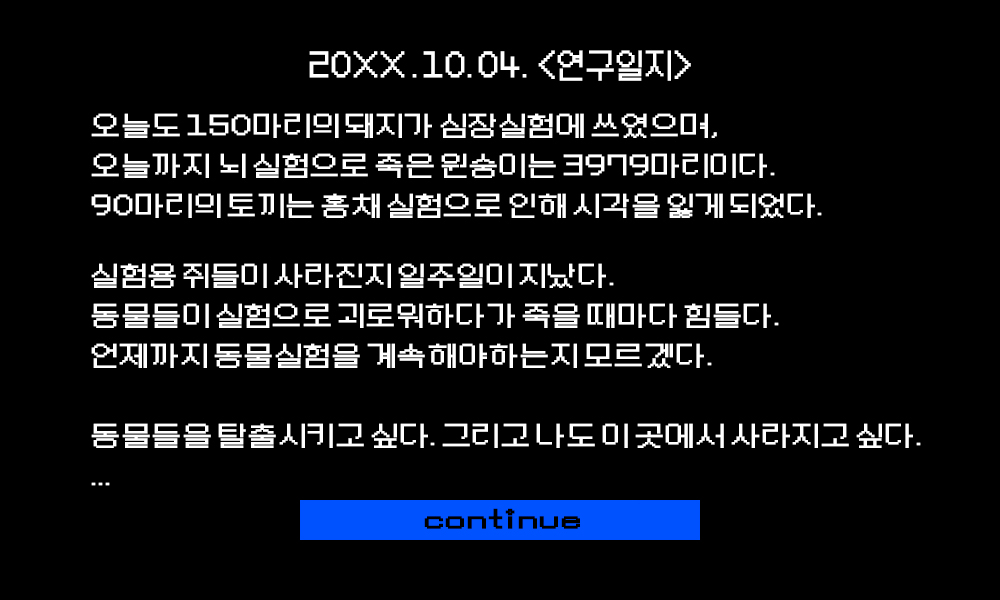 20XX.10.04. <연구일지>
오늘도 150마리의 돼지가 심장실험에 쓰였으며,
오늘까지 뇌 실험으로 죽은 원숭이는 3979마리이다.
90마리의 토끼는 홍채 실험으로 인해 시각을 잃게 되었다.
실험용 쥐들이 사라진지 일주일이 지났다.
동물들이 실험으로 괴로워하다가 죽을 때마다 힘들다.
언제까지 동물실험을 계속 해야하는지 모르겠다.
동물들을 탈출시키고 싶다. 그리고 나도 이 곳에서 사라지고 싶다.
...
continue